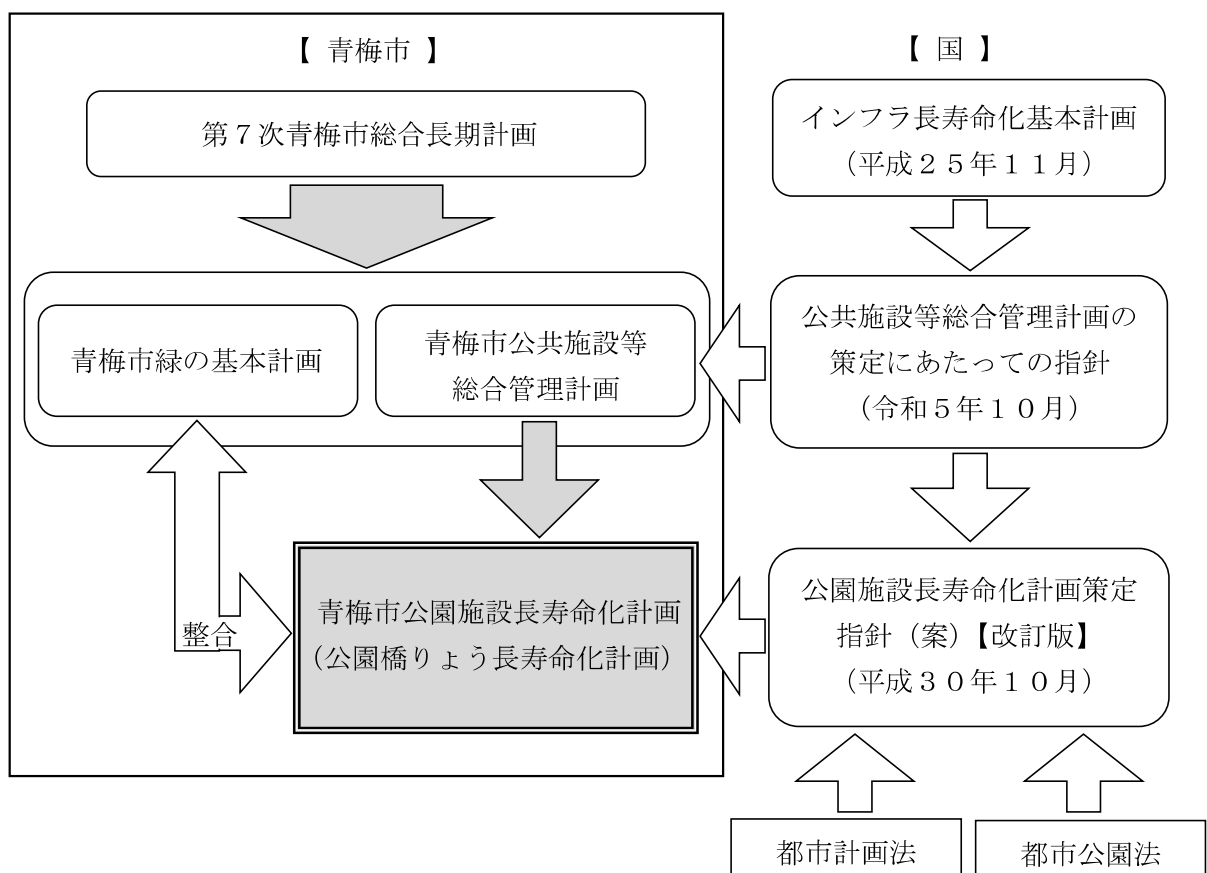 【 青梅市 】
第７次青梅市総合長期計画
青梅市緑の基本計画
青梅市公共施設等
総合管理計画
整合
青梅市公園施設長寿命化計画
（公園橋りょう長寿命化計画）
【 国 】
インフラ長寿命化基本計画
（平成２５年１１月）
公共施設等総合管理計画の
策定にあたっての指針
（令和５年１０月）
公園施設長寿命化計画策定
指針（案）【改訂版】
（平成３０年１０月）
都市計画法
都市公園法